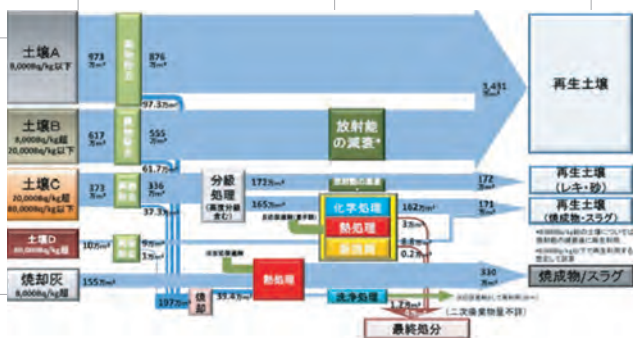 土壌A
8,000Bq/kg以下
973
万m³
876
万m³
97.3万m³
1,431
万m³
再生土壌
土壌B
8,000Bq/kg超
20,000Bq/kg以下
617
万m³
555
万m³
61.7万m³
放射能
の減衰*
土壌C
20,000Bq/kg超
80,000Bq/kg以下
373
万m³
336
万m³
37.3万m³
分級
処理
(高度分級
含む)
172万m³
172
万m³
再生土壌
(レキ・砂)
165万m³
化学処理
熱処理
162万m³
3万m³
171
万m³
再生土壌
(焼成物・スラグ)
土壌D
80,000Bq/kg超
10万m³
9万m³
1万m³
8.8万m³
0.2万m³
焼却灰
8,000Bq/kg超
155万m³
熱処理
330
万m³
焼成物/スラグ
197万m³
焼却
39.4万m³
洗浄処理
1.2万m³
(二次廃棄物量不詳)
最終処分